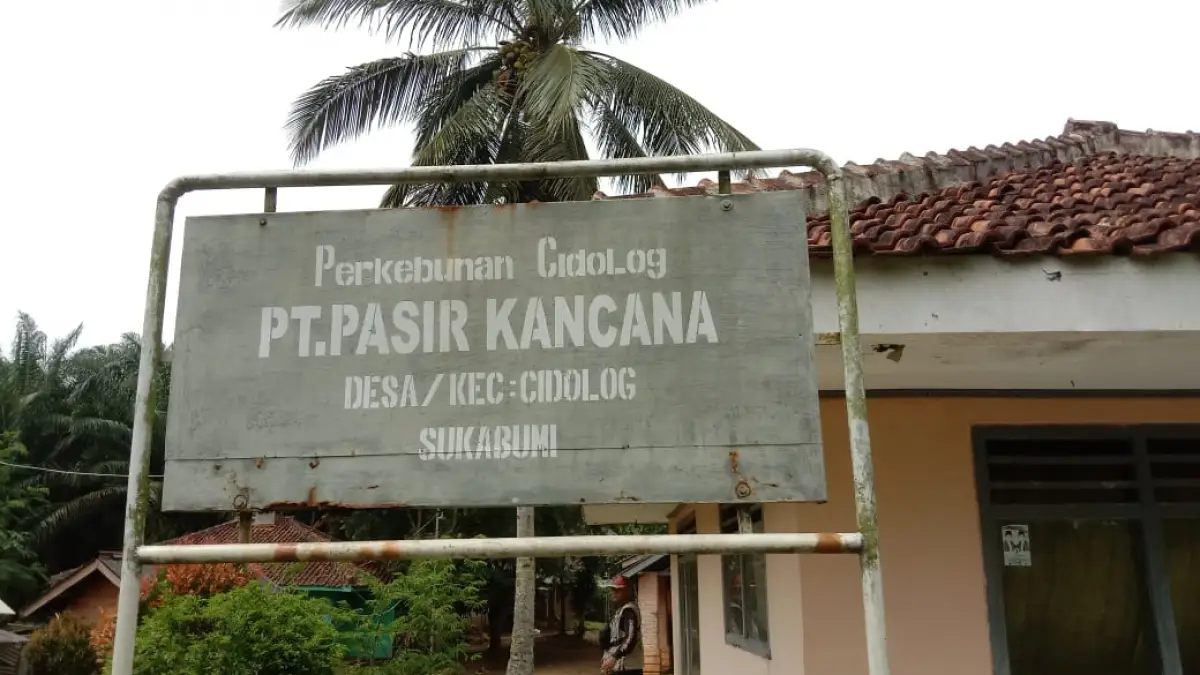 Perkebunan Cidolog
PT.PASIR KANCANA
DESA/KEC:CIDOLOG
SUKABUMI